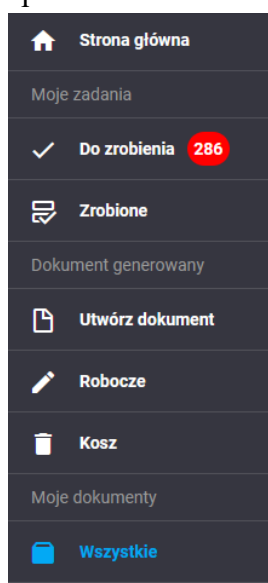 Strona główna
Moje zadania
Do zrobienia 286
Zrobione
Dokument generowany
Utwórz dokument
Robocze
Kosz
Moje dokumenty
Wszystkie